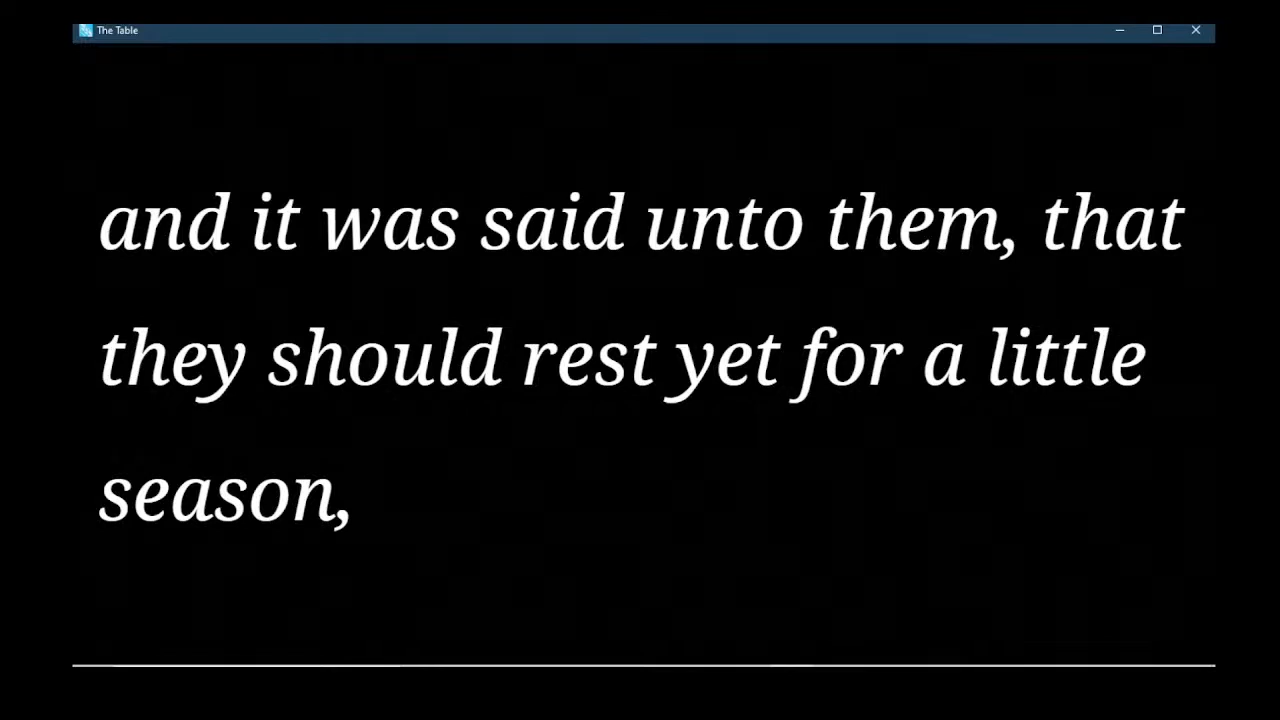 The Table
and it was said unto them, that
they should rest yet for a little
season,